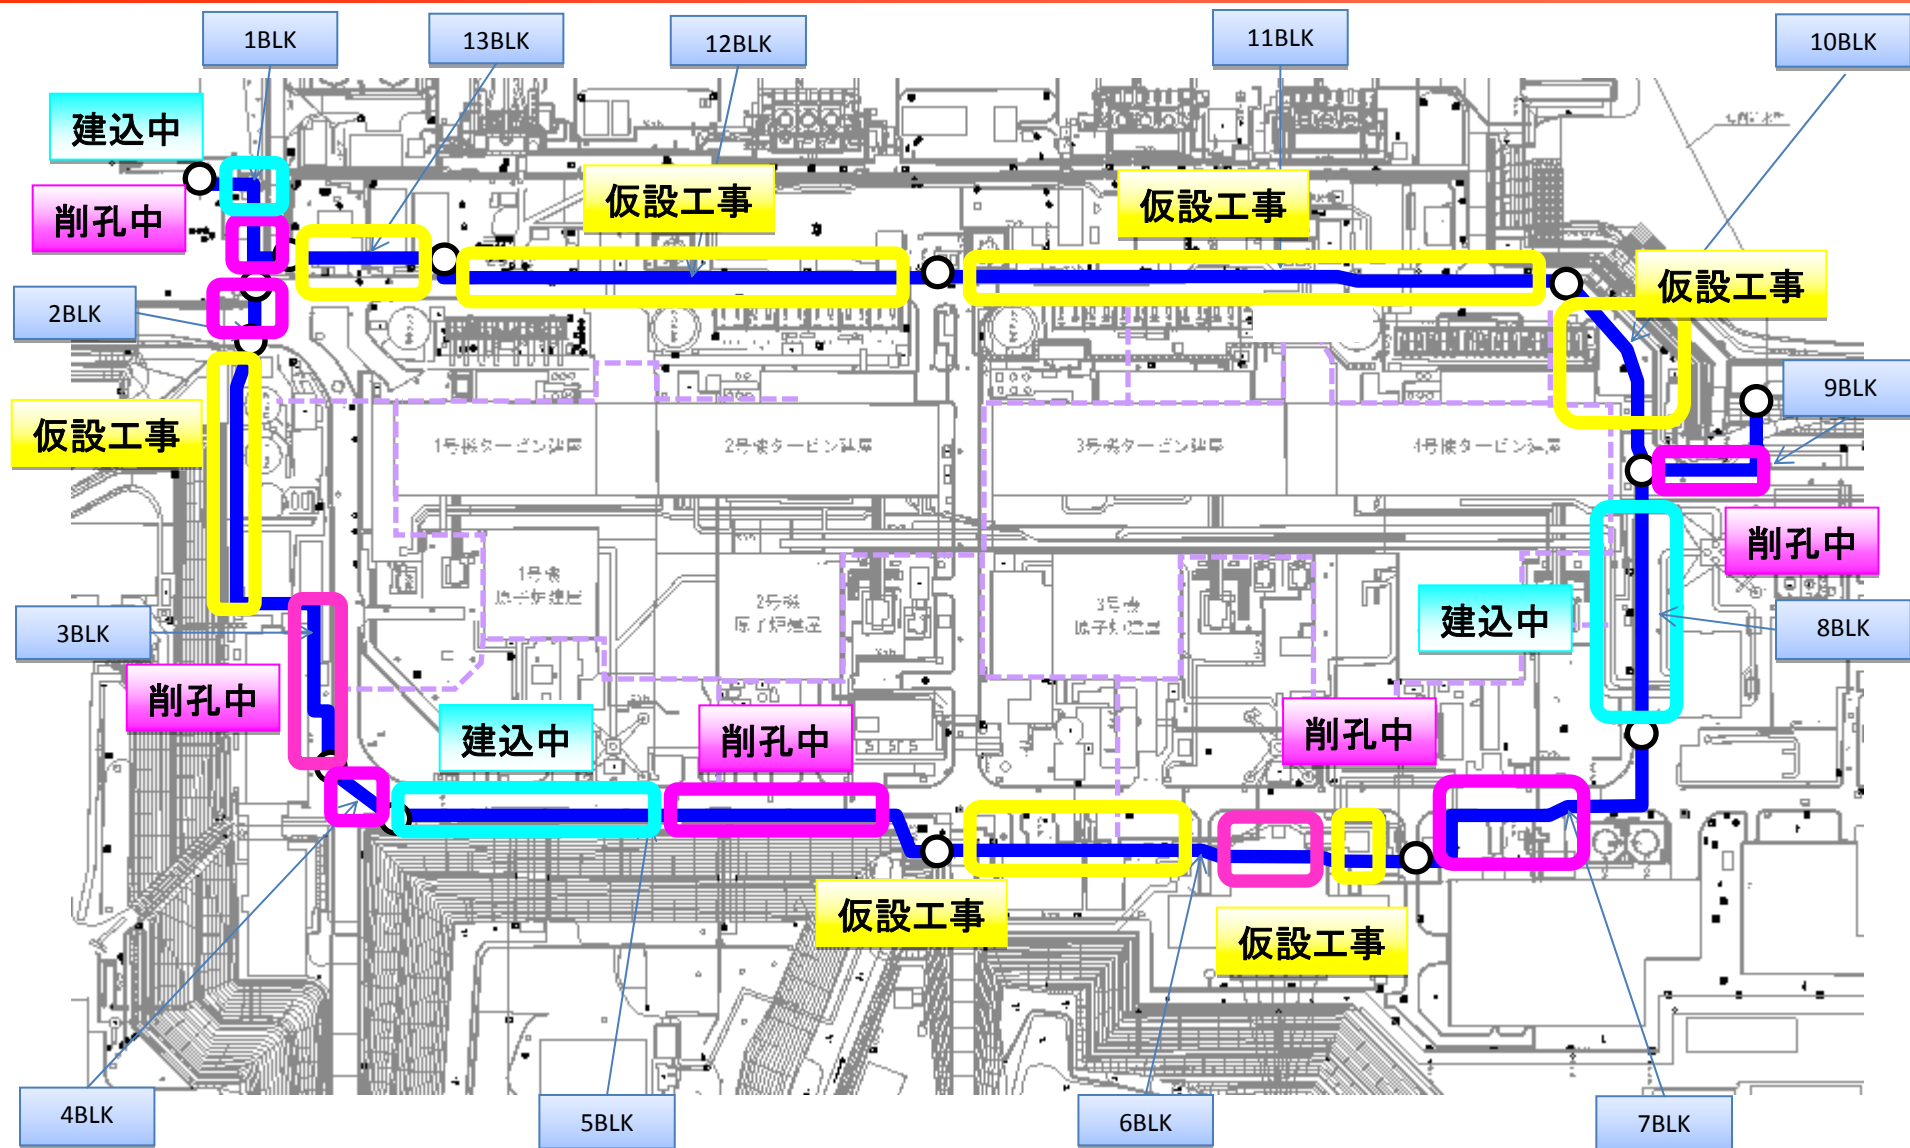 1BLK
13BLK
12BLK
11BLK
10BLK
建込中
削孔中
仮設工事
仮設工事
仮設工事
2BLK
9BLK
仮設工事
1号機タービン建屋
2号機タービン建屋
3号機タービン建屋
4号機タービン建屋
削孔中
1号機
原子炉建屋
2号機
原子炉建屋
3号機
原子炉建屋
建込中
8BLK
3BLK
削孔中
建込中
削孔中
削孔中
仮設工事
仮設工事
4BLK
5BLK
6BLK
7BLK